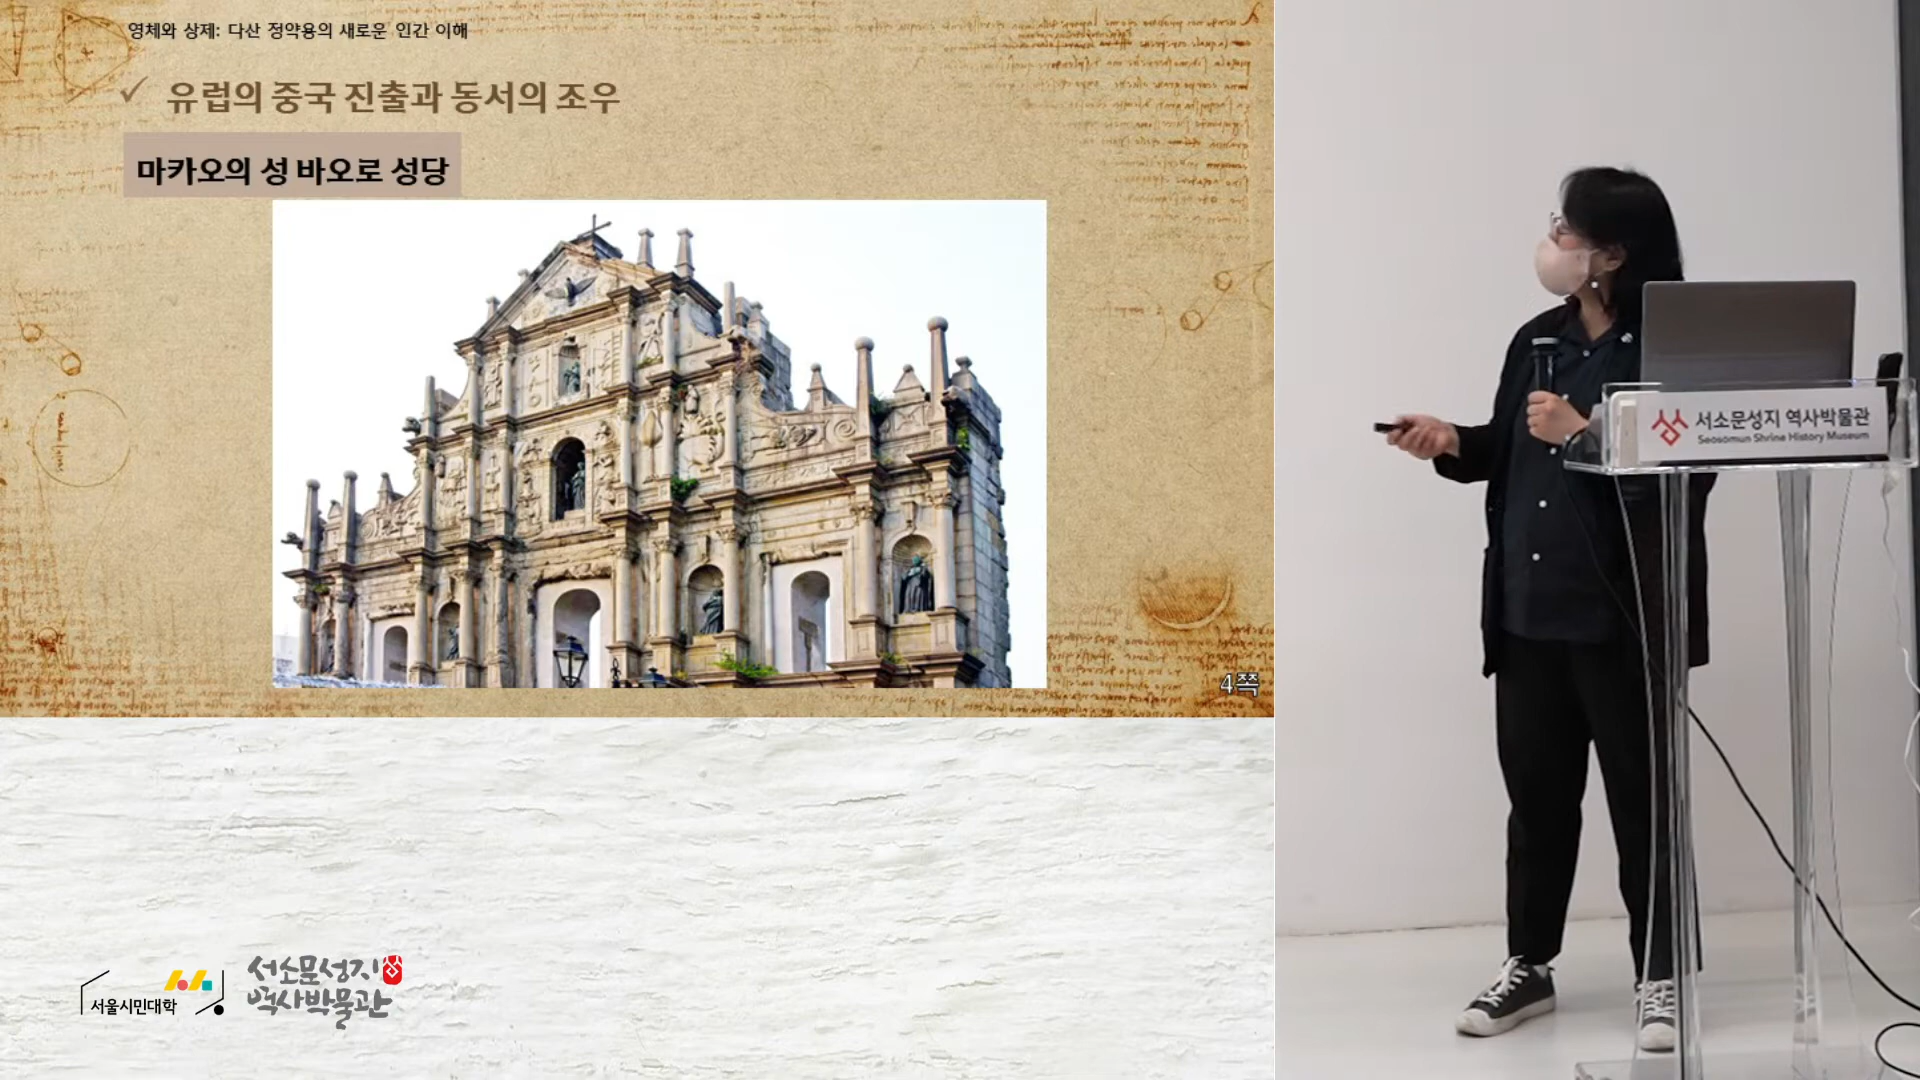 영체와 상제: 다산 정약용의 새로운 인간 이해
✓ 유럽의 중국 진출과 동서의 조우
마카오의 성 바오로 성당
4쪽
서소문성지 역사박물관
Seosomun Shrine History Museum
서울시민대학
서소문성지
역사박물관